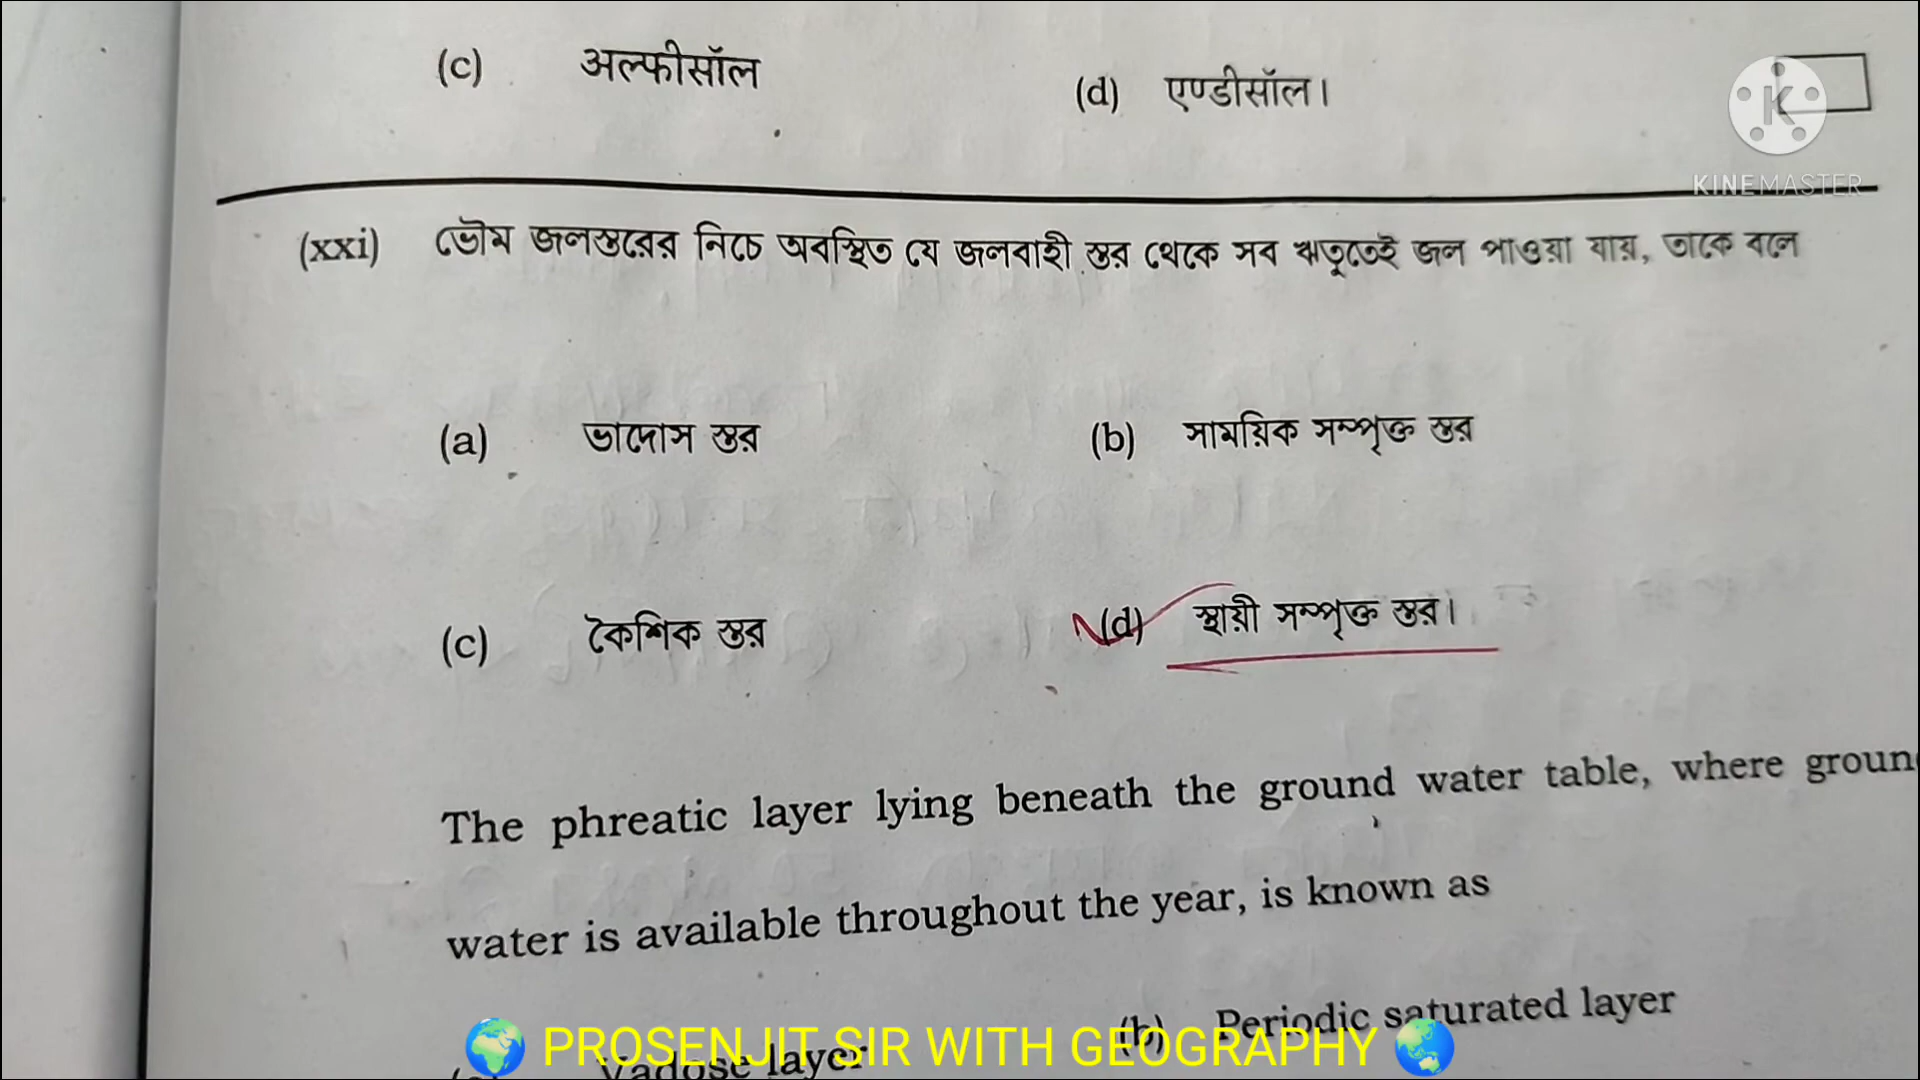 (c) अल्फीसॉल (d) एण्डीसॉल।
KINEMASTER
(xxi) ভৌম জলস্তরের নিচে অবস্থিত যে জলবাহী স্তর থেকে সব ঋতুতেই জল পাওয়া যায়, তাকে বলে
(a) ভাদোস স্তর (b) সাময়িক সম্পৃক্ত স্তর
(c) কৈশিক স্তর (d) স্থায়ী সম্পৃক্ত স্তর।
The phreatic layer lying beneath the ground water table, where groun
water is available throughout the year, is known as
(b) Periodic saturated layer
Vadose layer
PROSENJIT SIR WITH GEOGRAPHY